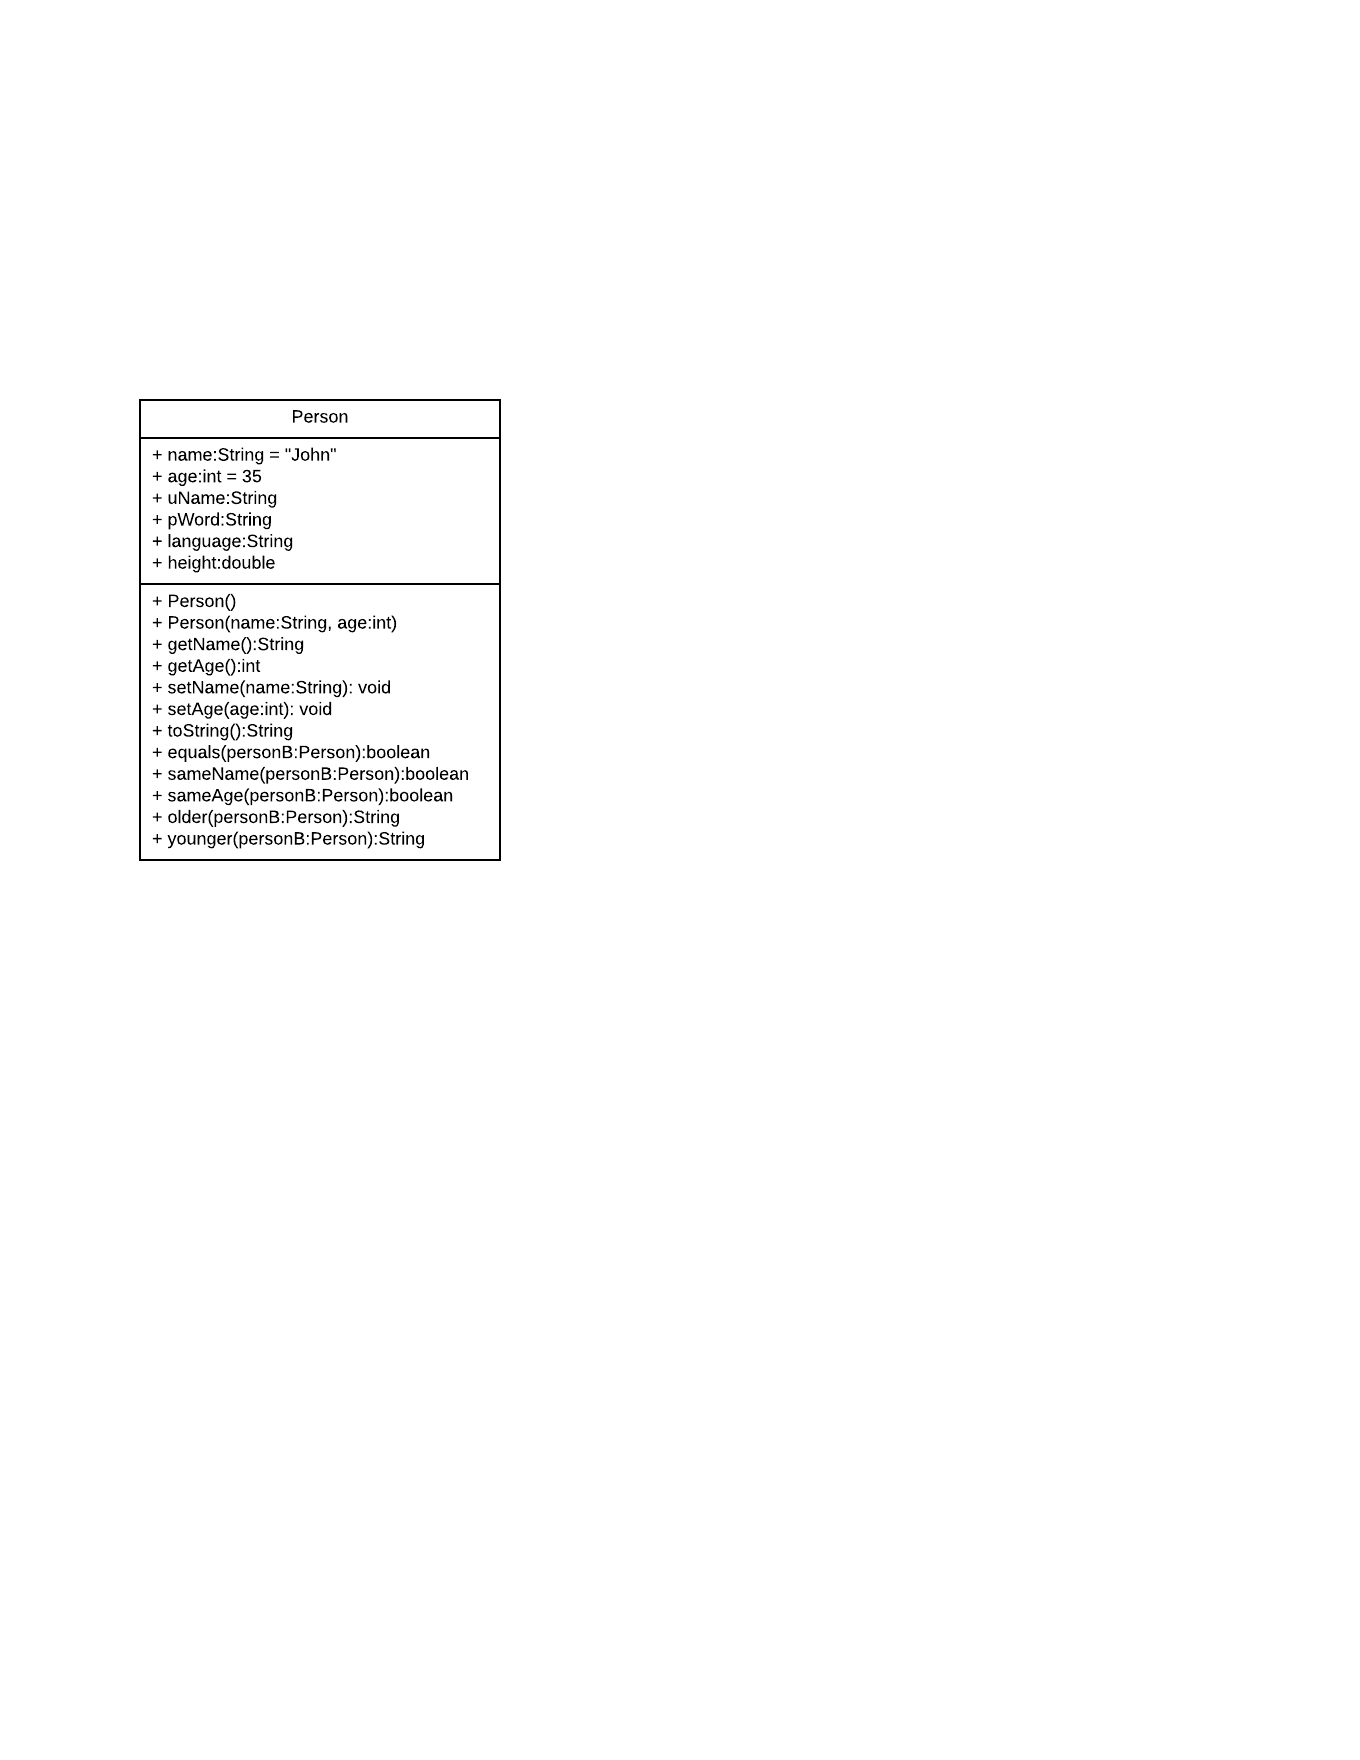 Person
+ name:String = "John"
+ age:int = 35
+ uName:String
+ pWord:String
+ language:String
+ height:double
+ Person()
+ Person(name:String, age:int)
+ getName():String
+ getAge():int
+ setName(name:String): void
+ setAge(age:int): void
+ toString():String
+ equals(personB:Person):boolean
+ sameName(personB:Person):boolean
+ sameAge(personB:Person):boolean
+ older(personB:Person):String
+ younger(personB:Person):String